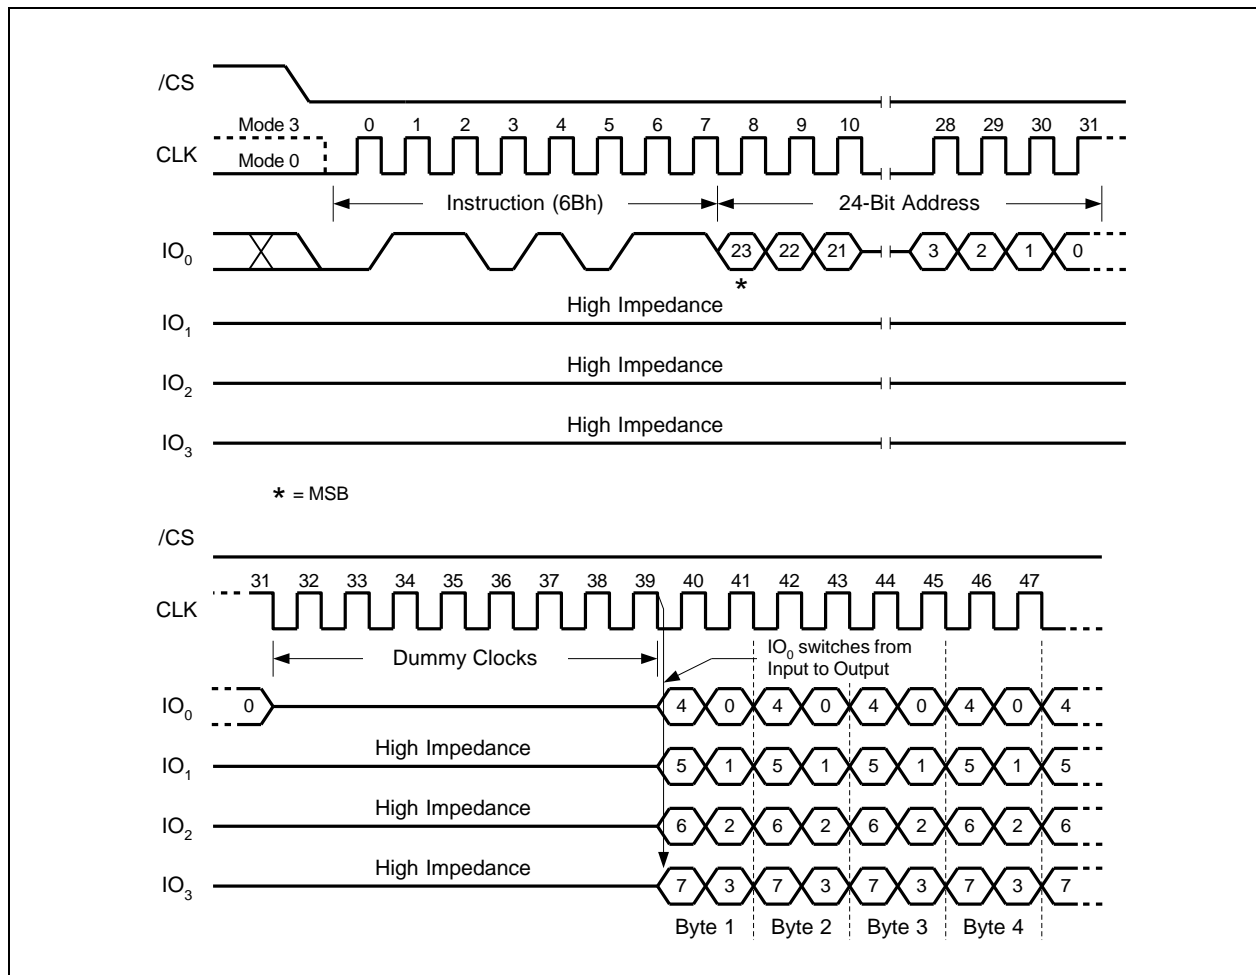 /CS
Mode 3 0 1 2 3 4 5 6 7 8 9 10 28 29 30 31
CLK
Mode 0
Instruction (6Bh) 24-Bit Address
IO0 23 22 21 3 2 1 0
*
High Impedance
IO1
High Impedance
IO2
High Impedance
IO3
* = MSB
/CS
31 32 33 34 35 36 37 38 39 40 41 42 43 44 45 46 47
CLK
IO0 switches from
Dummy Clocks Input to Output
IO0 0 4 0 4 0 4 0 4 0 4
High Impedance
IO1 5 1 5 1 5 1 5 1 5
High Impedance
IO2 6 2 6 2 6 2 6 2 6
High Impedance
IO3 7 3 7 3 7 3 7 3 7
Byte 1 Byte 2 Byte 3 Byte 4